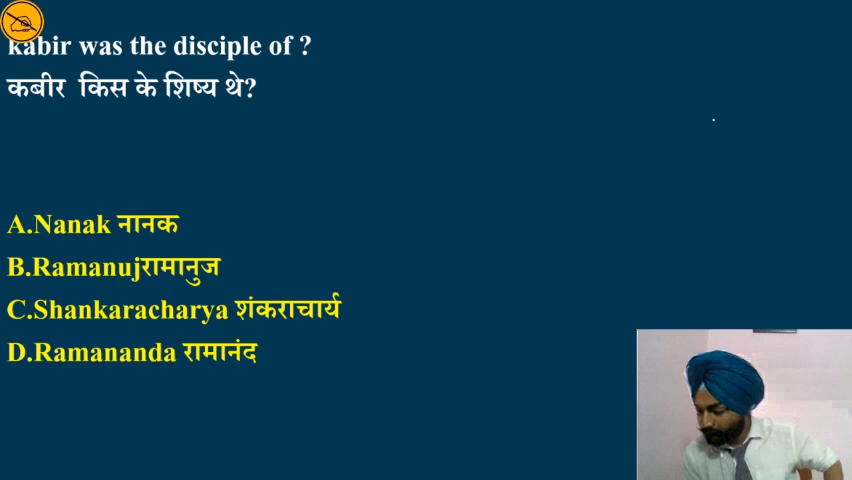 kabir was the disciple of ?
कबीर किस के शिष्य थे?
A.Nanak नानक
B.Ramanujरामानुज
C.Shankaracharya शंकराचार्य
D.Ramananda रामानंद